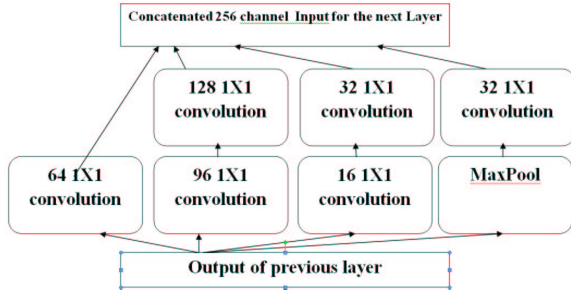 Concatenated 256 channel Input for the next Layer
128 1X1
convolution
32 1X1
convolution
32 1X1
convolution
64 1X1
convolution
96 1X1
convolution
16 1X1
convolution
MaxPool
Output of previous layer